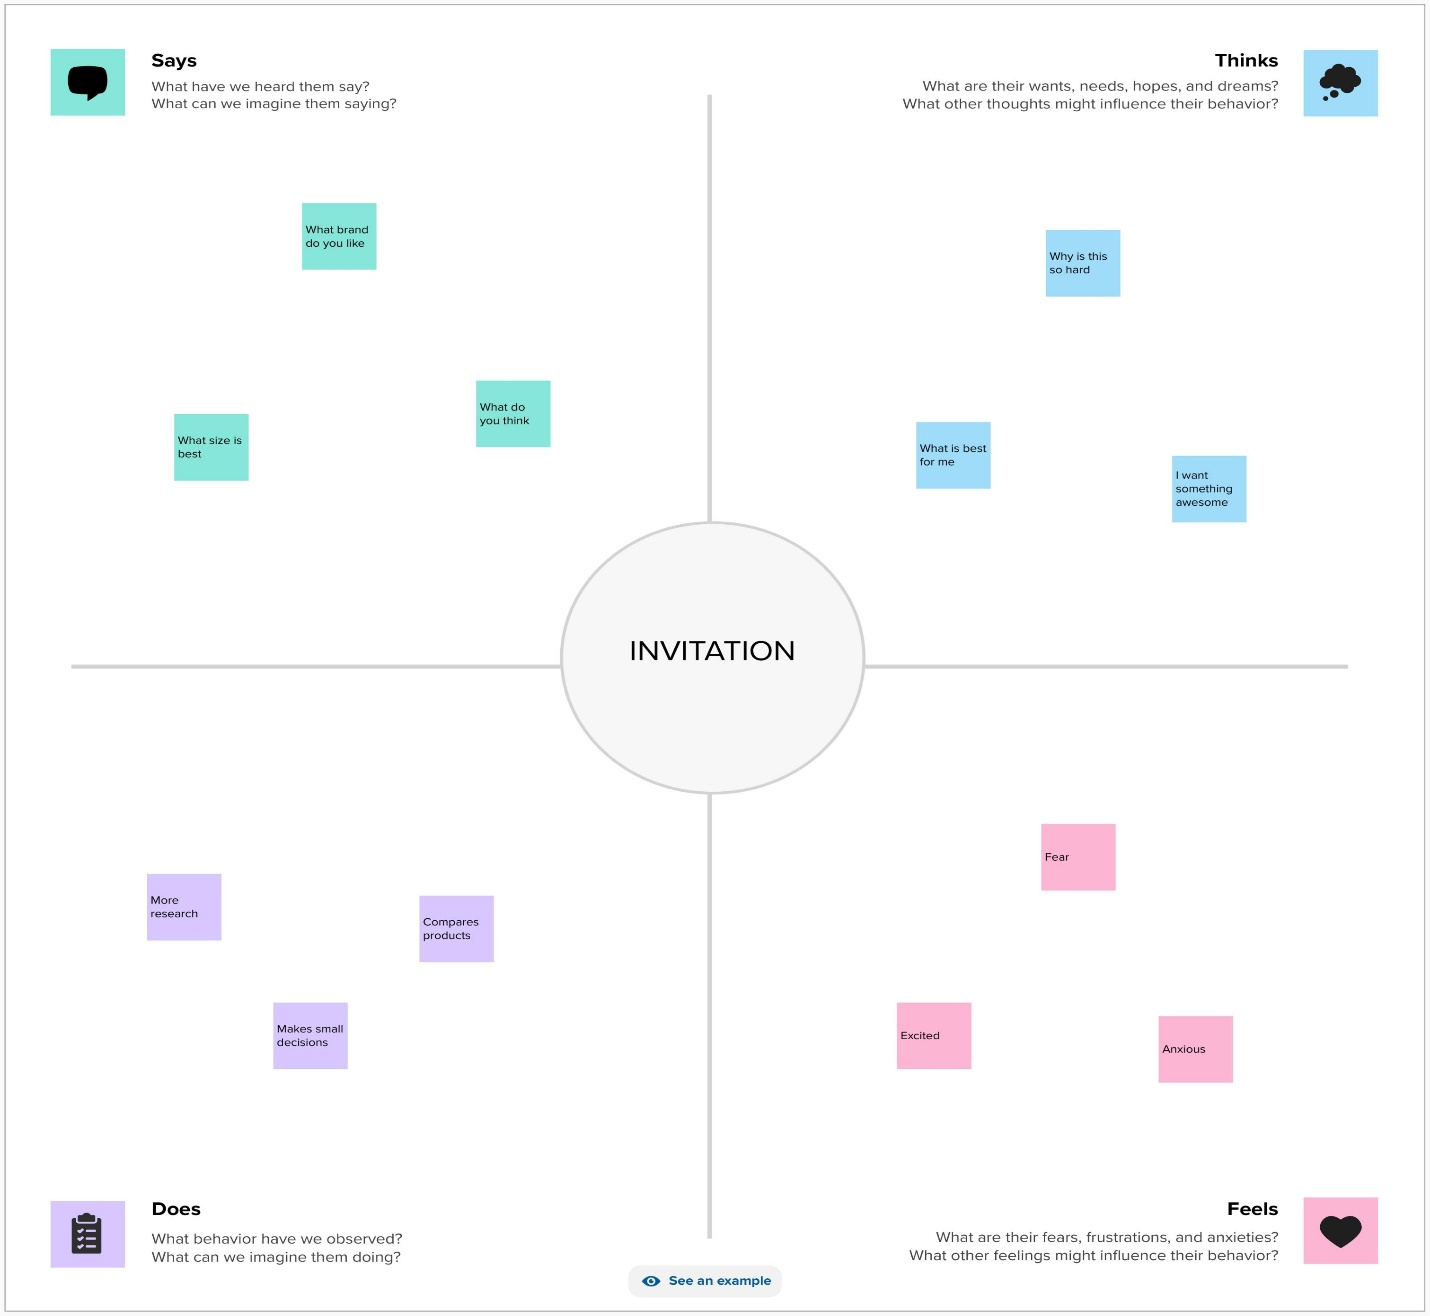 Says
What have we heard them say?
What can we imagine them saying?
Thinks
What are their wants, needs, hopes, and dreams?
What other thoughts might influence their behavior?
What brand
do you like
What do
you think
What size is
best
Why is this
so hard
What is best
for me
I want
something
awesome
INVITATION
More
research
Compares
products
Makes small
decisions
Fear
Excited
Anxious
Does
What behavior have we observed?
What can we imagine them doing?
Feels
What are their fears, frustrations, and anxieties?
What other feelings might influence their behavior?
See an example